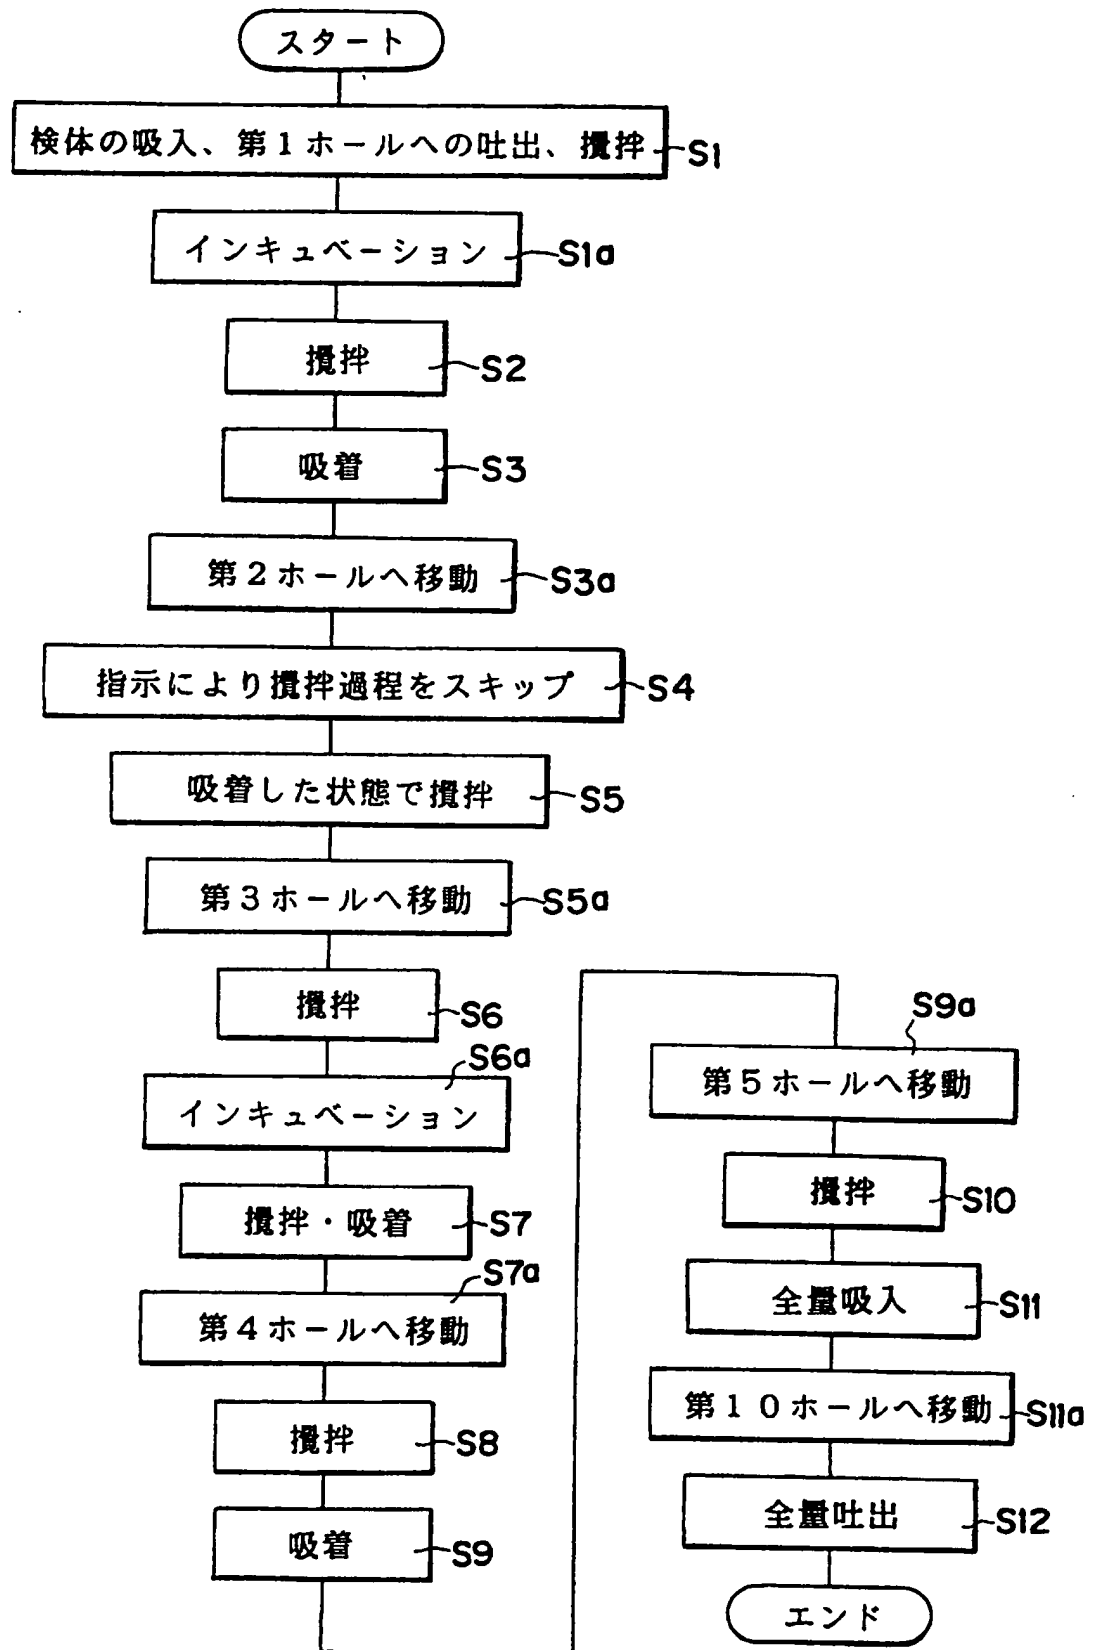 スタート
検体の吸入、第1ホールへの吐出、攪拌 S1
インキュベーション S1a
攪拌 S2
吸着 S3
第2ホールへ移動 S3a
指示により攪拌過程をスキップ S4
吸着した状態で攪拌 S5
第3ホールへ移動 S5a
攪拌 S6
S6a
インキュベーション
攪拌・吸着 S7
S7a
第4ホールへ移動
攪拌 S8
吸着 S9
S9a
第5ホールへ移動
攪拌 S10
全量吸入 S11
第10ホールへ移動 S11a
全量吐出 S12
エンド